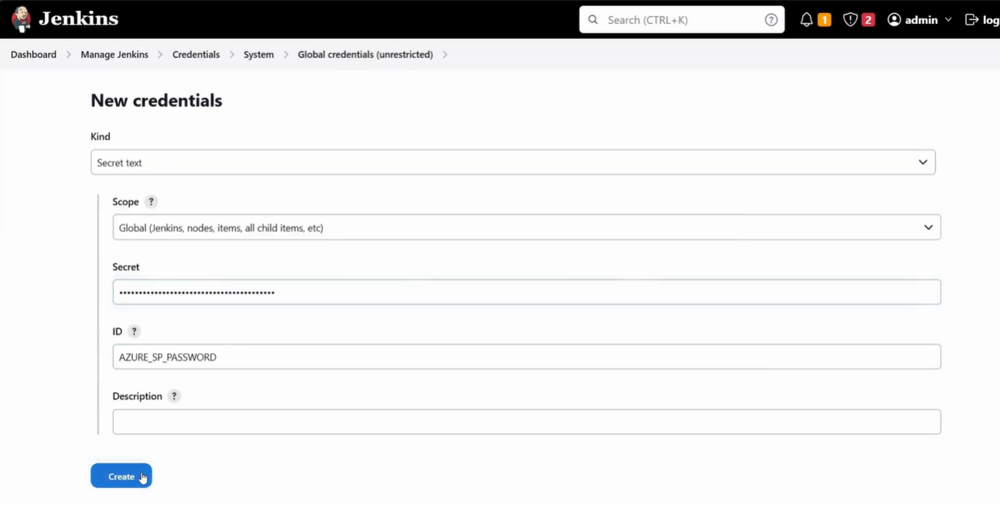 Jenkins
Search (CTRL+K) ?
1
2
admin
log
Dashboard > Manage Jenkins > Credentials > System > Global credentials (unrestricted) >
New credentials
Kind
Secret text
Scope ?
Global (Jenkins, nodes, items, all child items, etc)
Secret
••••••••••••••••••••••••••••••••••••••••
ID ?
AZURE_SP_PASSWORD
Description ?
Create